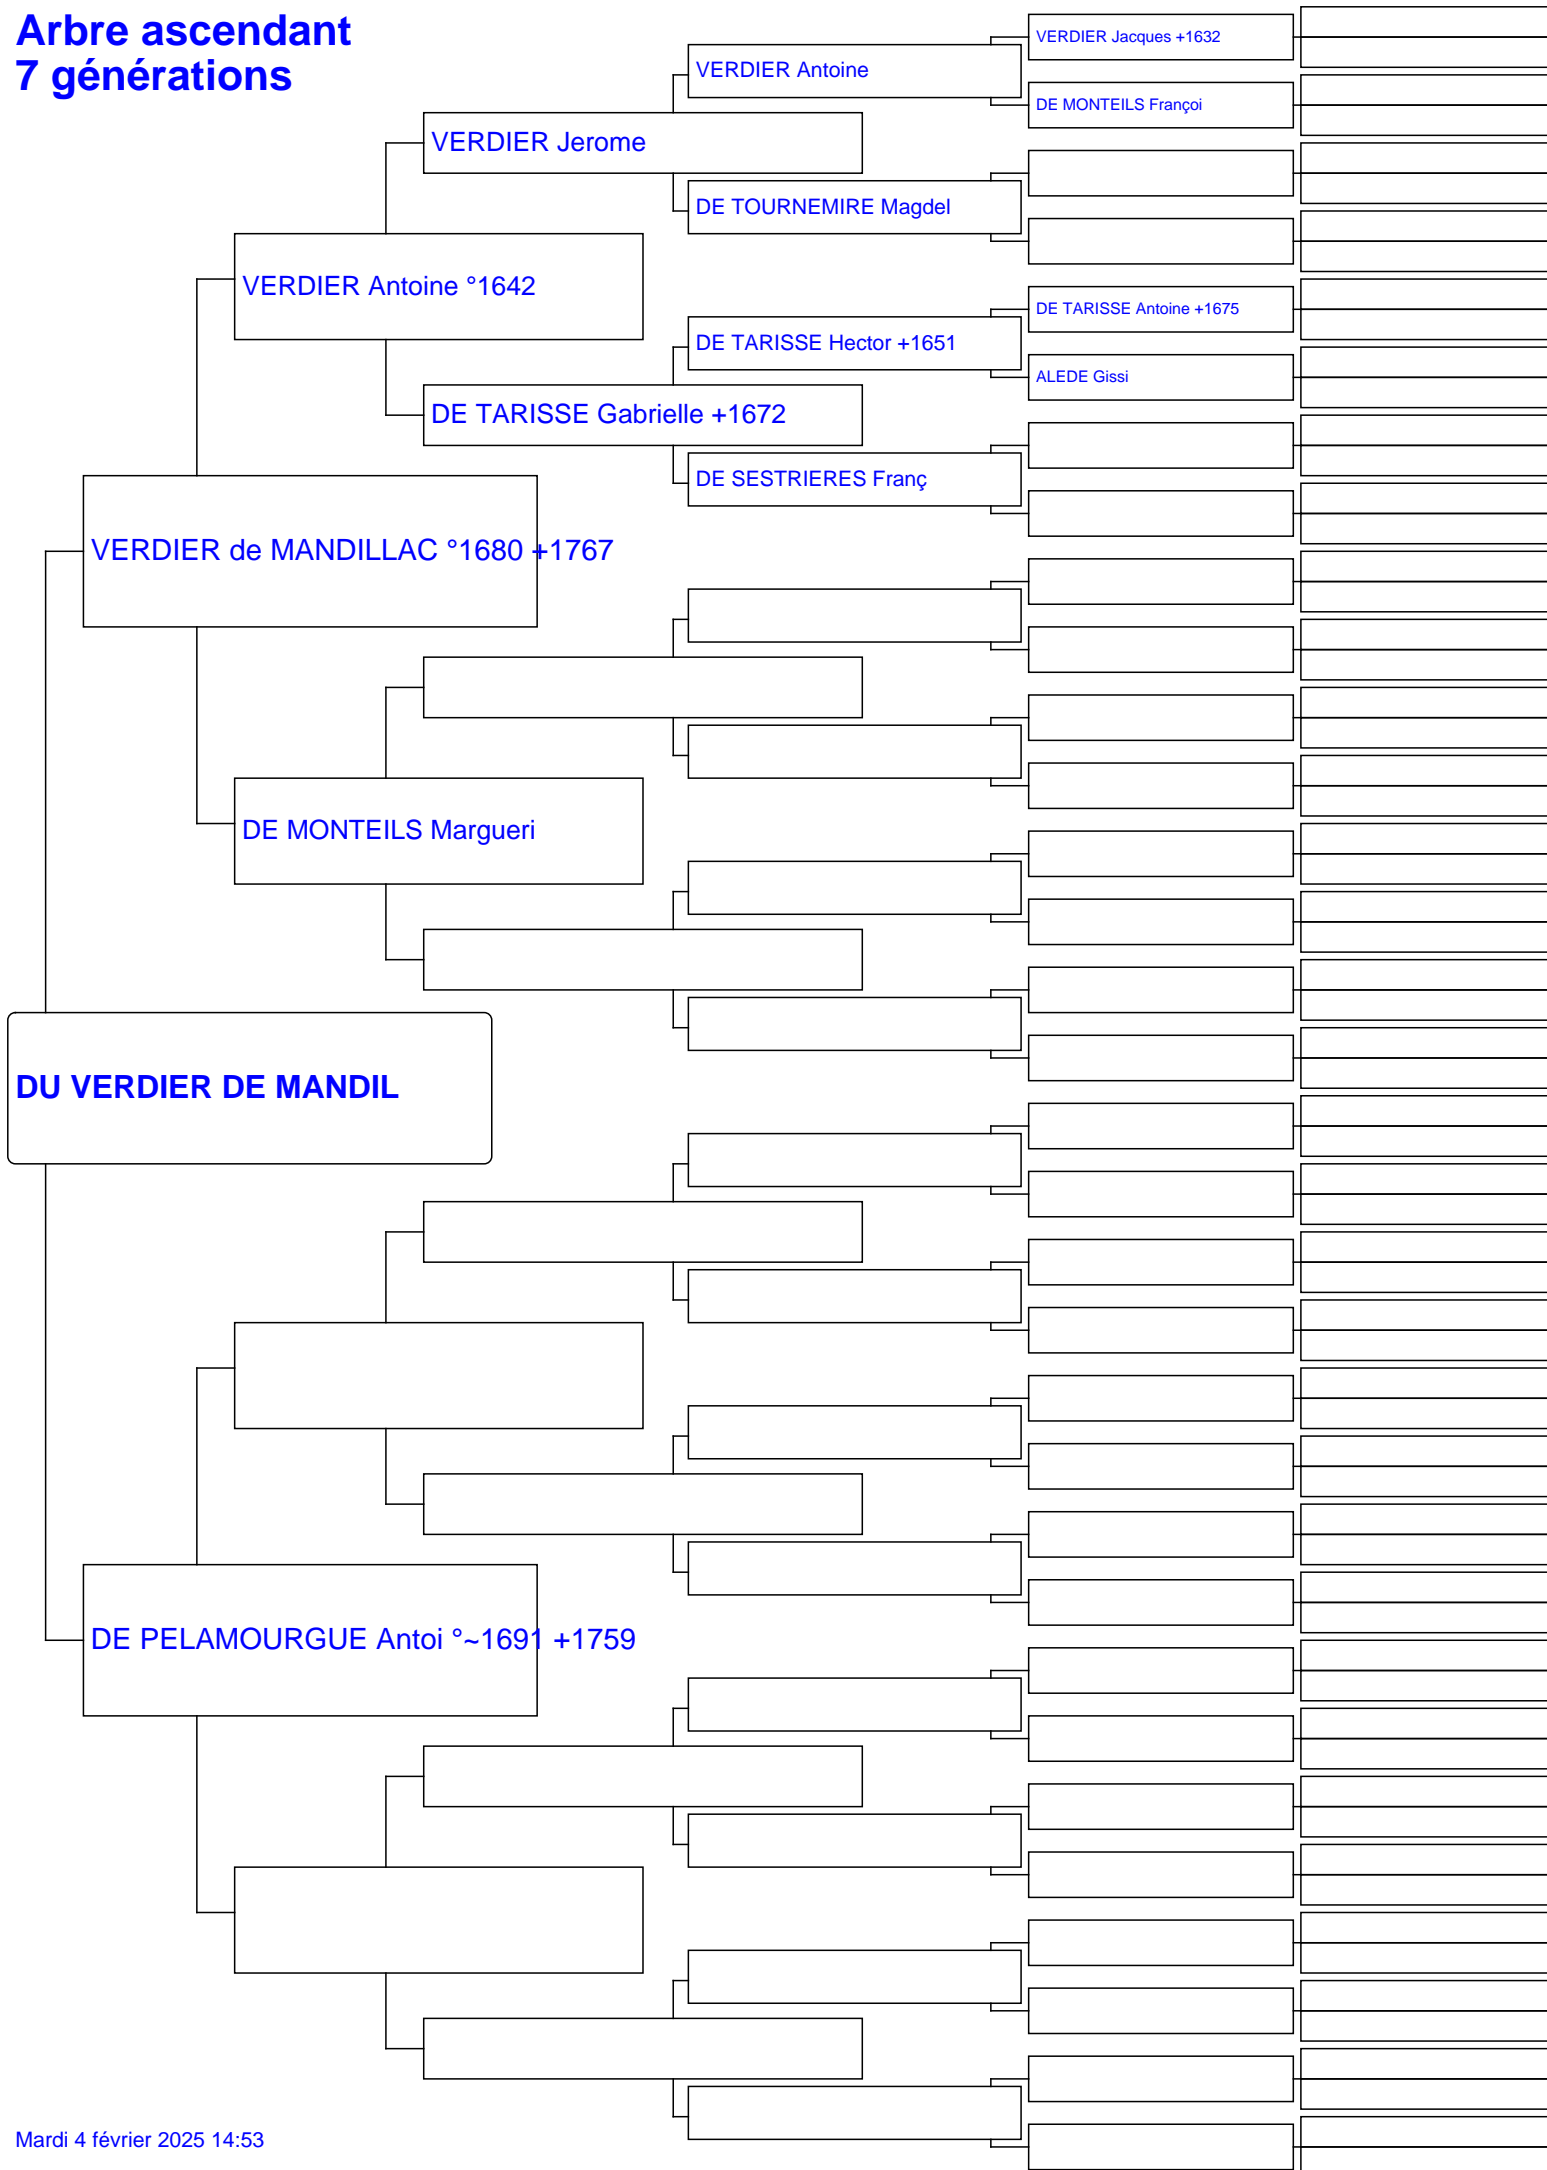 Arbre ascendant
7 générations
VERDIER Jacques +1632
VERDIER Antoine
DE MONTEILS Françoi
VERDIER Jerome
DE TOURNEMIRE Magdel
VERDIER Antoine °1642
DE TARISSE Antoine +1675
DE TARISSE Hector +1651
ALEDE Gissi
DE TARISSE Gabrielle +1672
DE SESTRIERES Franç
VERDIER de MANDILLAC °1680 +1767
DE MONTEILS Margueri
DU VERDIER DE MANDIL
DE PELAMOURGUE Antoi °~1691 +1759
Mardi 4 février 2025 14:53